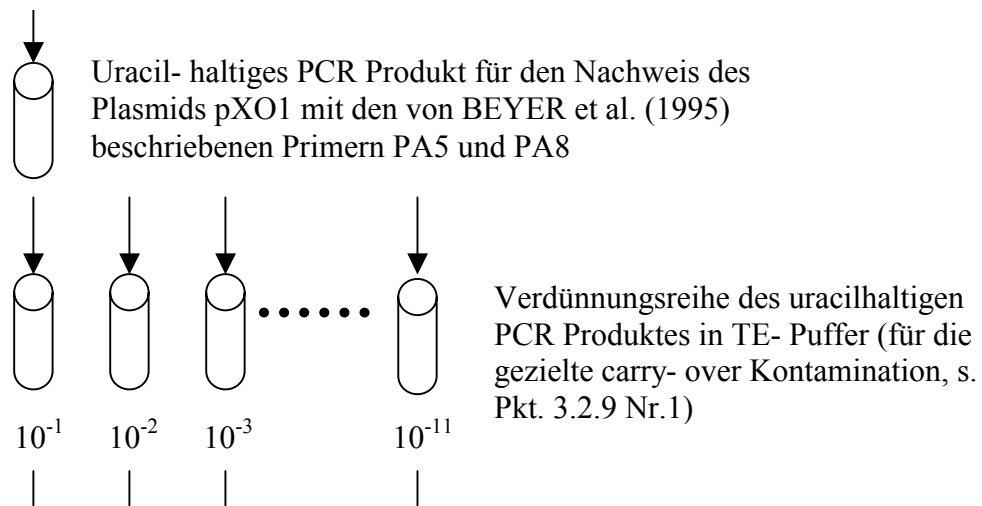 Uracil- haltiges PCR Produkt für den Nachweis des
Plasmids pXO1 mit den von BEYER et al. (1995)
beschriebenen Primern PA5 und PA8
Verdünnungsreihe des uracilhaltigen
PCR Produktes in TE- Puffer (für die
gezielte carry- over Kontamination, s.
Pkt. 3.2.9 Nr.1)
10⁻¹ 10⁻² 10⁻³ 10⁻¹¹